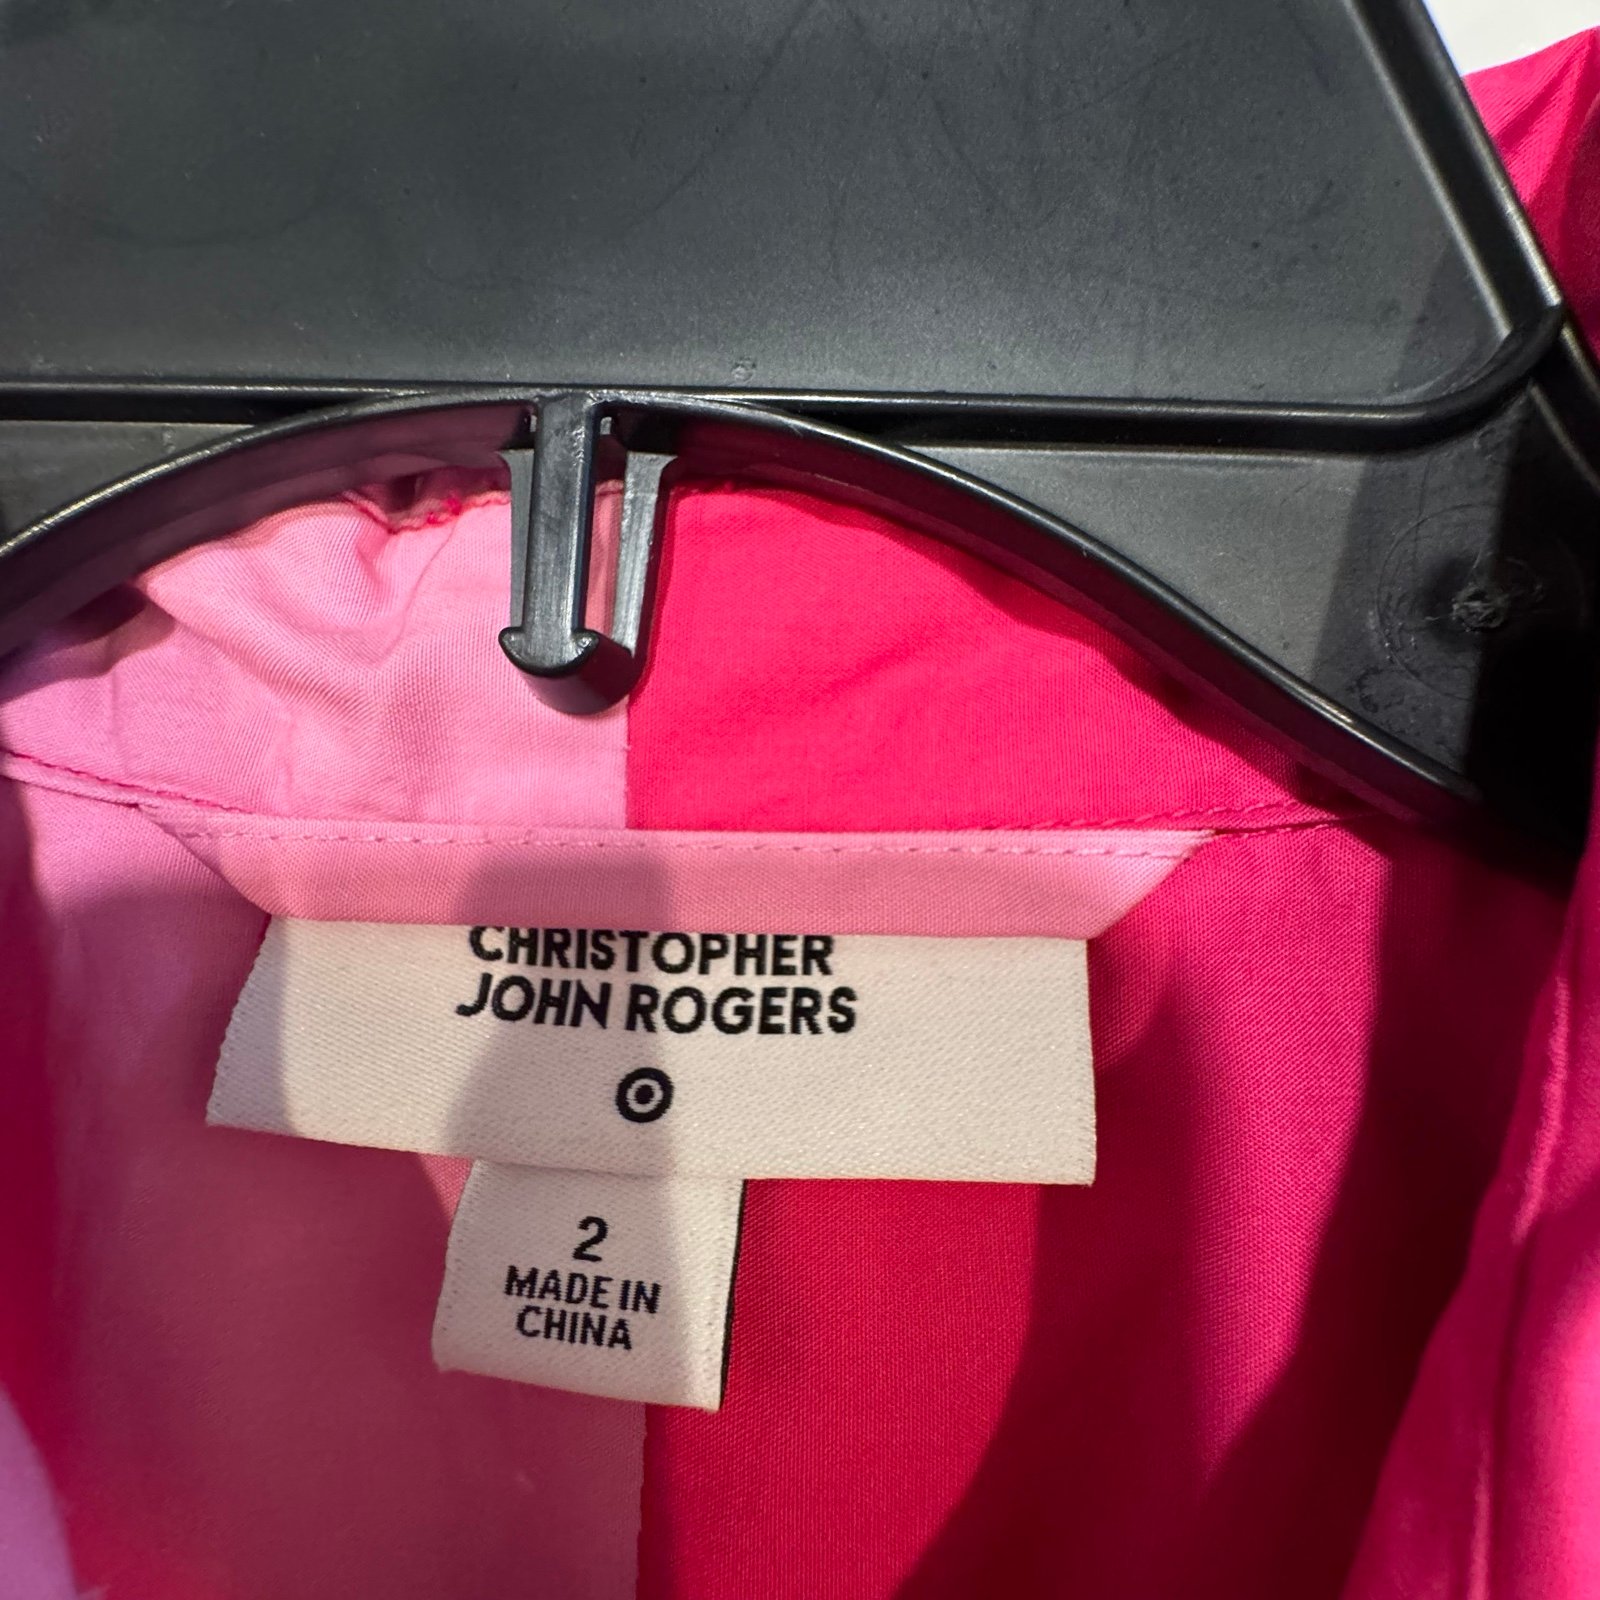 CHRISTOPHER
JOHN ROGERS
2
MADE IN
CHINA